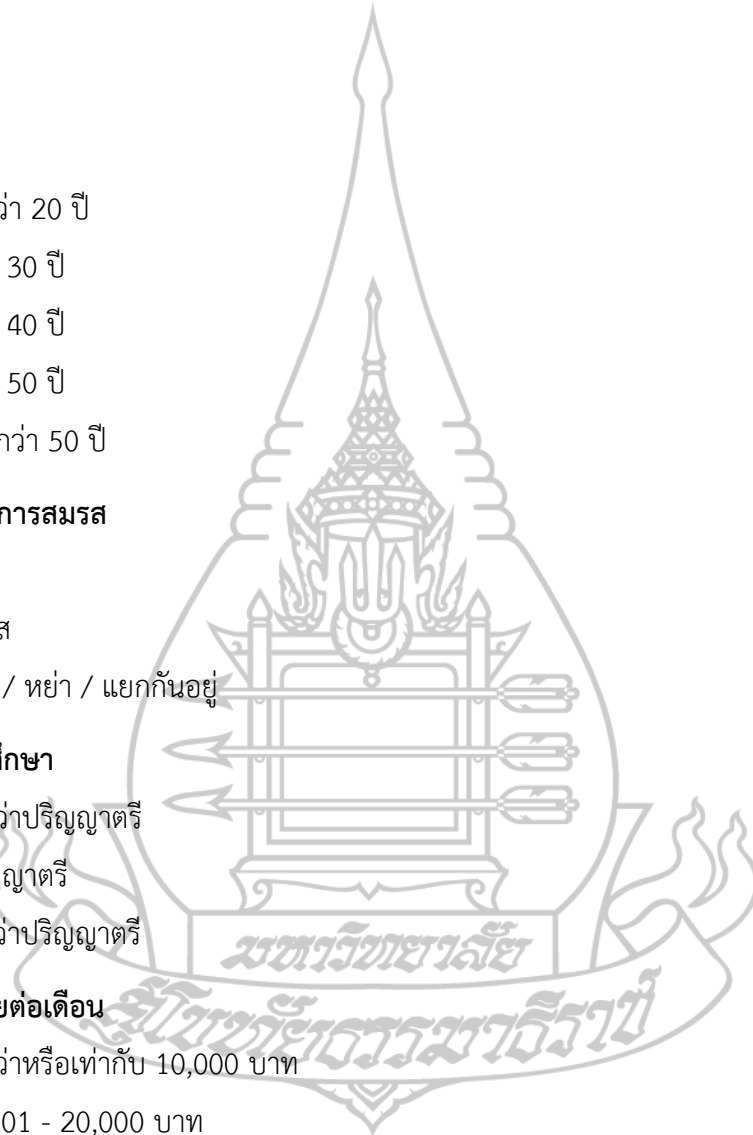 ว่า 20 ปี
30 ปี
40 ปี
50 ปี
กว่า 50 ปี
การสมรส
ส
/ หย่า / แยกกันอยู่
ศึกษา
ว่าปริญญาตรี
ญาตรี
ว่าปริญญาตรี
ยต่อเดือน
ว่าหรือเท่ากับ 10,000 บาท
01 - 20,000 บาท
มหาวิทยาลัย
สุโขทัยธรรมาธิราช